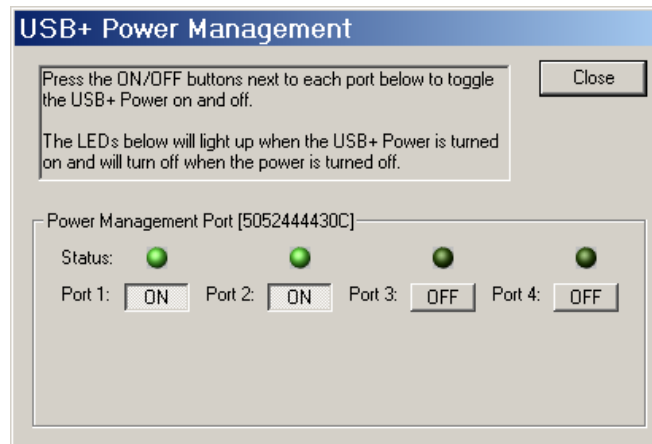 USB+ Power Management
Press the ON/OFF buttons next to each port below to toggle
the USB+ Power on and off.
The LEDs below will light up when the USB+ Power is turned
on and will turn off when the power is turned off.
Close
Power Management Port [5052444430C]
Status:
Port 1: ON Port 2: ON Port 3: OFF Port 4: OFF